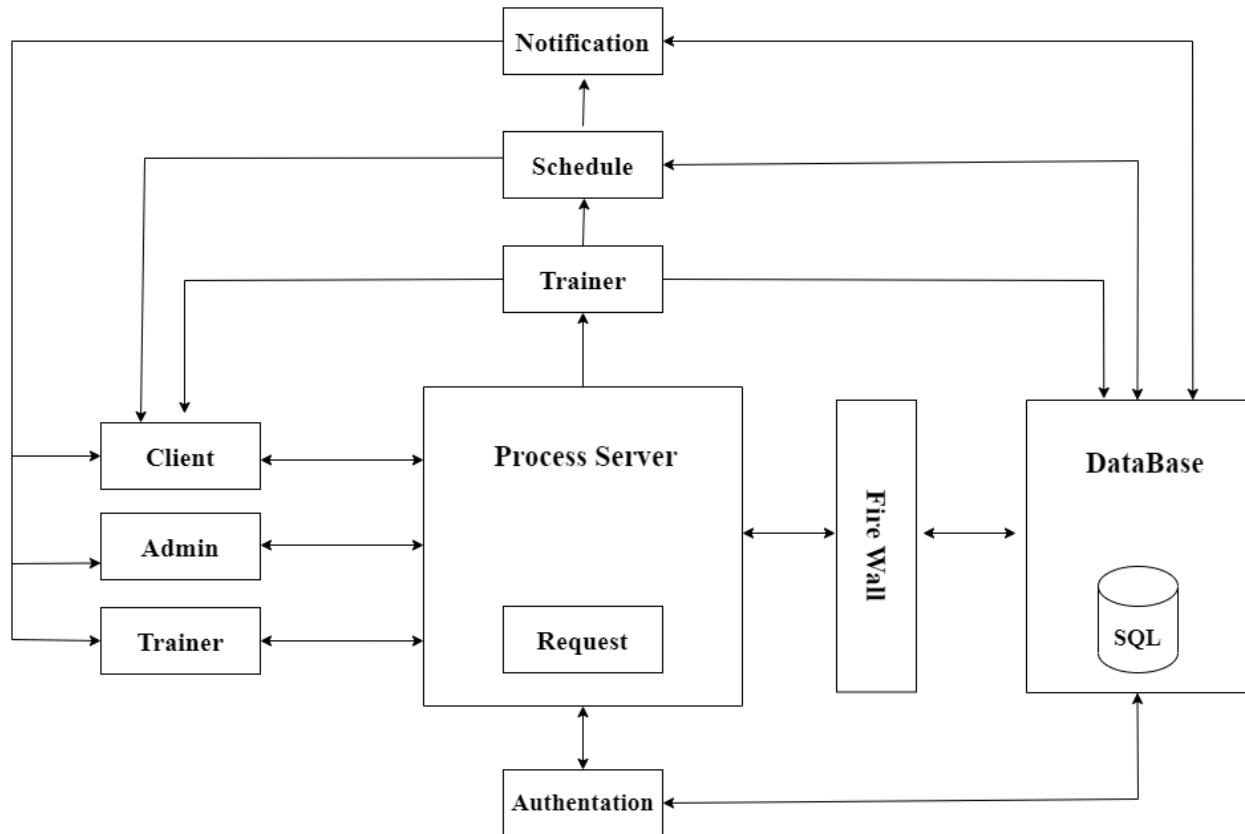 Notification
Schedule
Trainer
Process Server
Client
Admin
Trainer
Request
Fire Wall
DataBase
SQL
Authentation